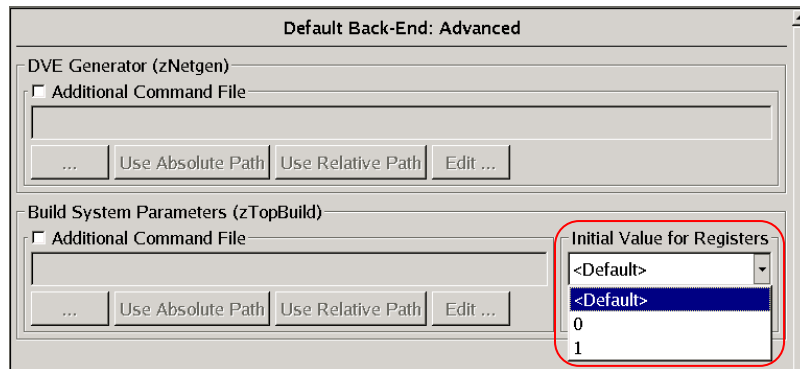 Default Back-End: Advanced
DVE Generator (zNetgen)
Additional Command File
... Use Absolute Path Use Relative Path Edit ...
Build System Parameters (zTopBuild)
Additional Command File
Initial Value for Registers
<Default>
<Default>
0
1
... Use Absolute Path Use Relative Path Edit ...